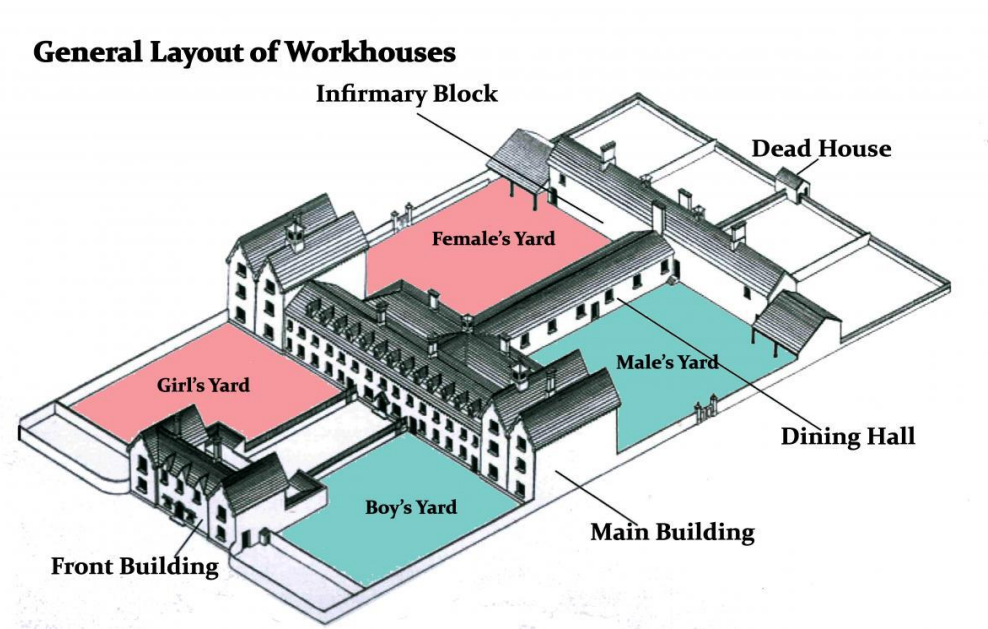 General Layout of Workhouses
Infirmary Block
Dead House
Female's Yard
Male's Yard
Girl's Yard
Dining Hall
Boy's Yard
Main Building
Front Building